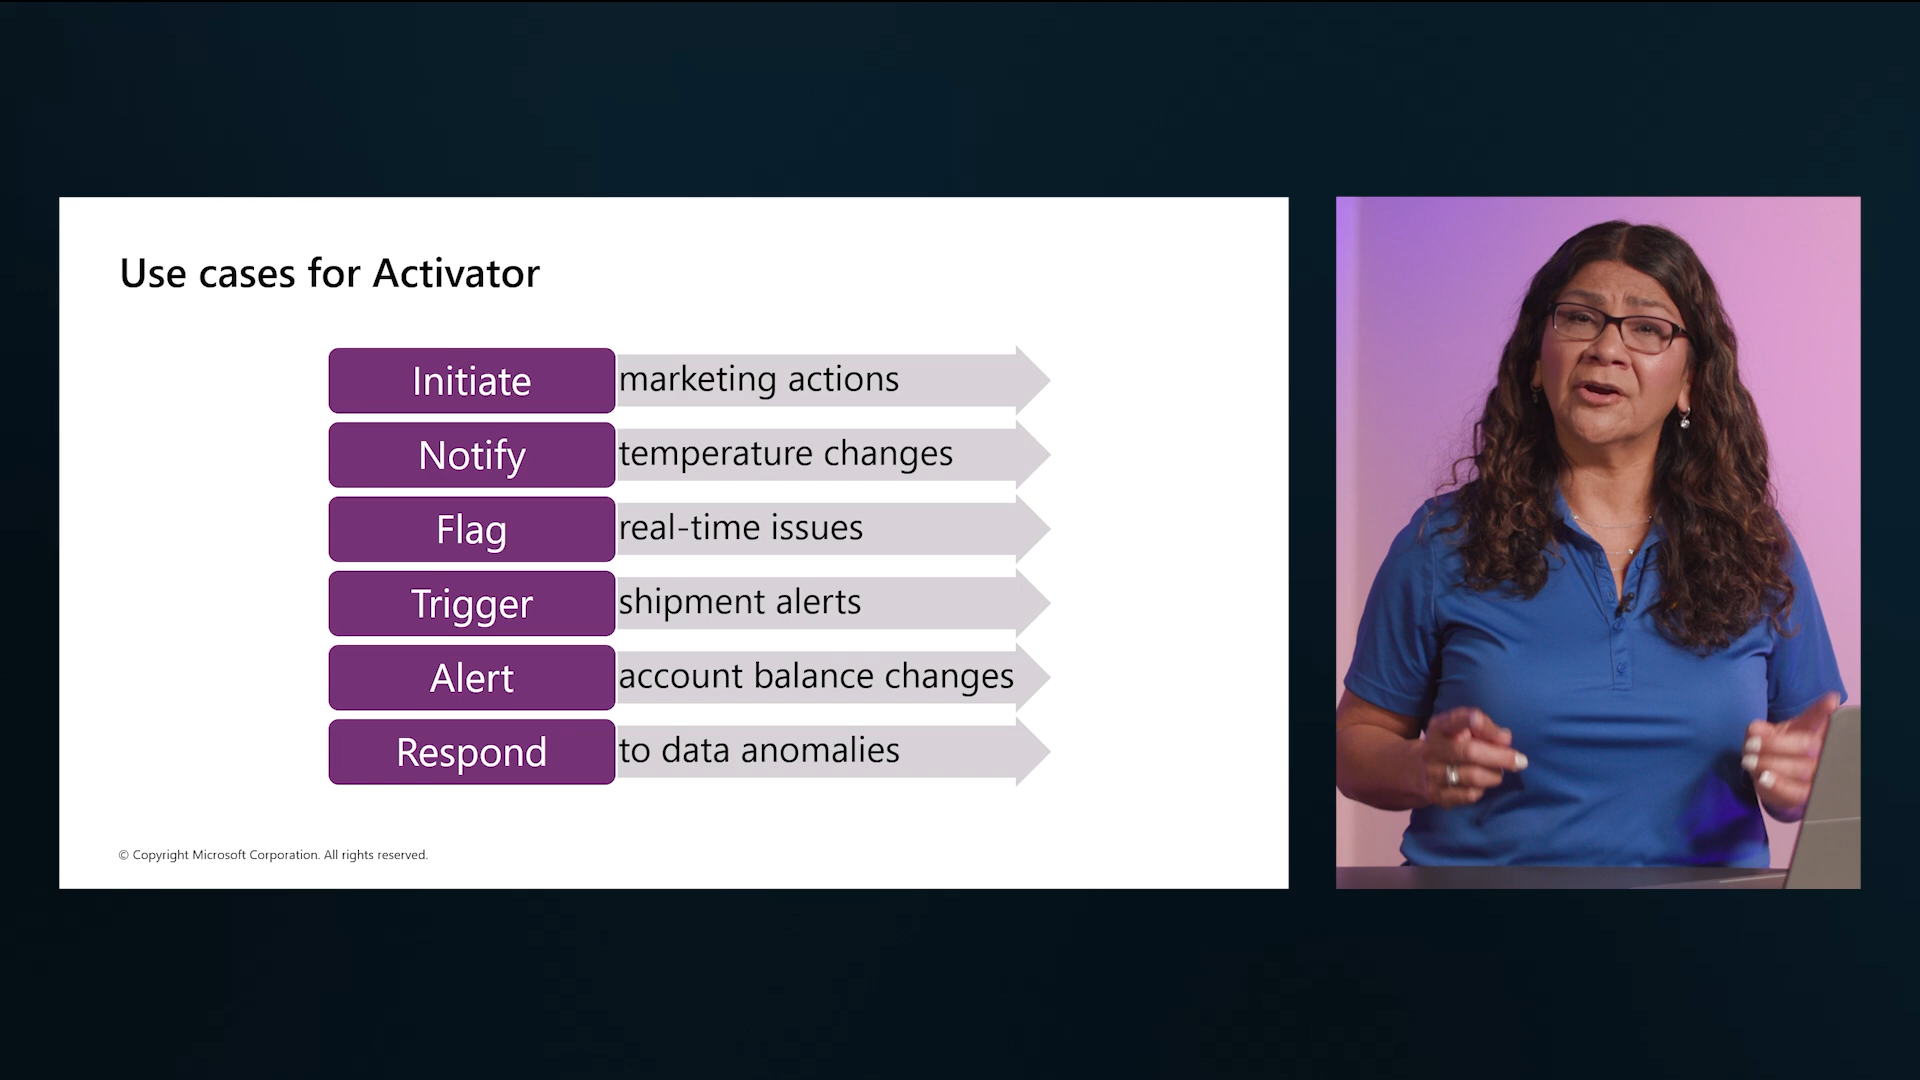 Use cases for Activator
Initiate marketing actions
Notify temperature changes
Flag real-time issues
Trigger shipment alerts
Alert account balance changes
Respond to data anomalies
© Copyright Microsoft Corporation. All rights reserved.